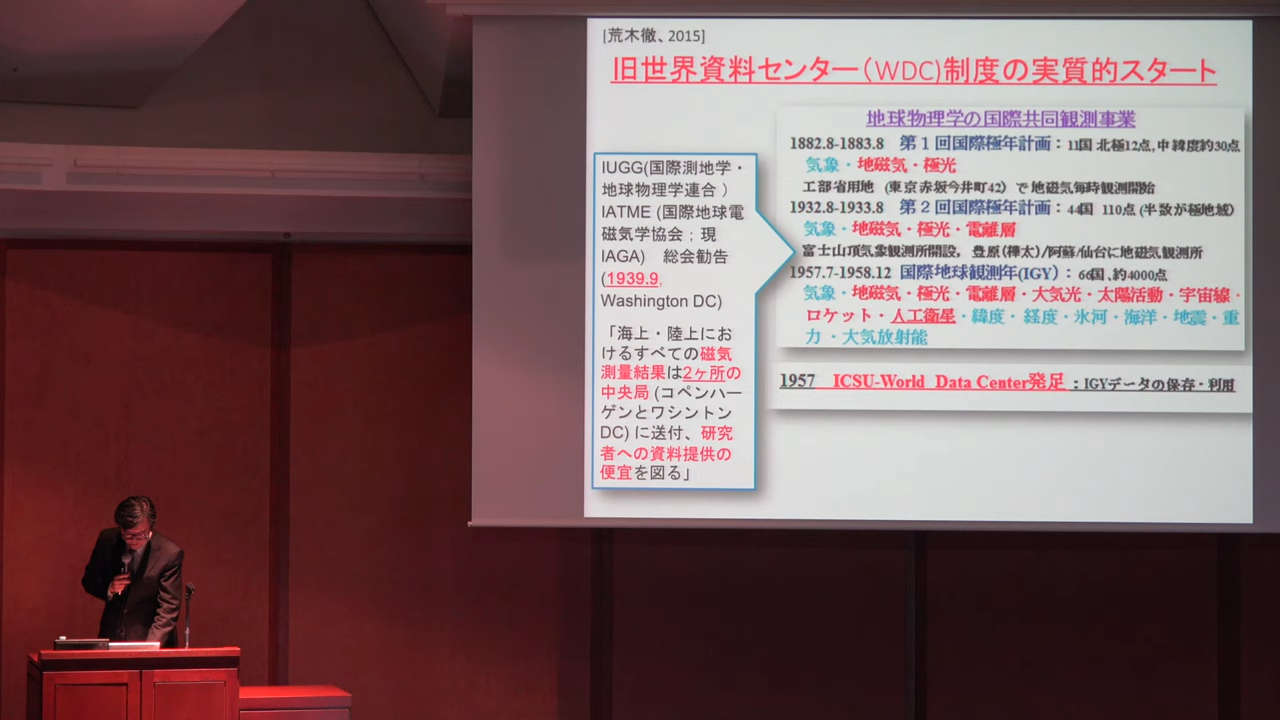 [荒木徹、2015]
旧世界資料センター(WDC)制度の実質的スタート
IUGG(国際測地学・
地球物理学連合 )
IATME (国際地球電
磁気学協会；現
IAGA)　総会勧告
(1939.9,
Washington DC)
「海上・陸上にお
けるすべての磁気
測量結果は2ヶ所の
中央局 (コペンハー
ゲンとワシントン
DC) に送付、研究
者への資料提供の
便宜を図る」
地球物理学の国際共同観測事業
1882.8-1883.8　第１回国際極年計画：11国 北極12点, 中緯度約30点
気象・地磁気・極光
工部省用地 (東京赤坂今井町42) で地磁気毎時観測開始
1932.8-1933.8　第２回国際極年計画：44国　110点 (半数が極地域)
気象・地磁気・極光・電離層
富士山頂気象観測所開設，豊原(樺太)/阿蘇/仙台に地磁気観測所
1957.7-1958.12　国際地球観測年(IGY)：66国、約4000点
気象・地磁気・極光・電離層・大気光・太陽活動・宇宙線・
ロケット・人工衛星・緯度・経度・氷河・海洋・地震・重
力・大気放射能
1957　ICSU-World Data Center発足：IGYデータの保存・利用